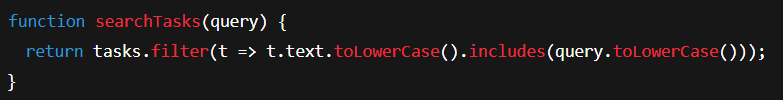 function searchTasks(query) {
  return tasks.filter(t => t.text.toLowerCase().includes(query.toLowerCase()));
}